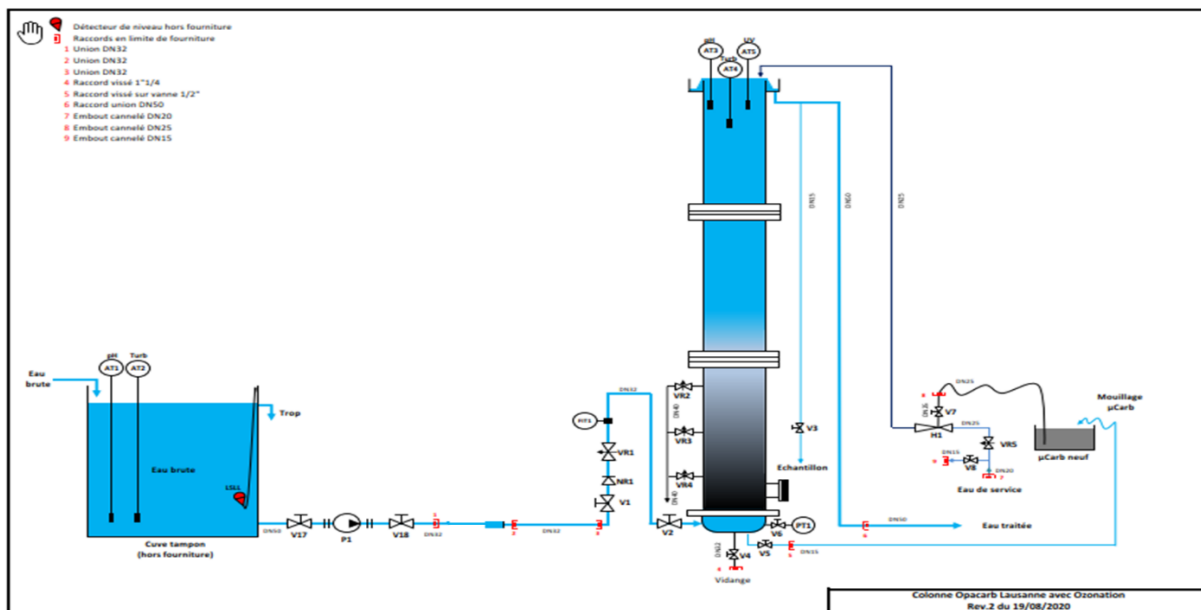 Détecteur de niveau hors fourniture
Raccords en limite de fourniture
1 Union DN32
2 Union DN32
3 Union DN32
4 Raccord vissé 1"1/4
5 Raccord vissé sur vanne 1/2"
6 Raccord union DN50
7 Embout cannelé DN20
8 Embout cannelé DN25
9 Embout cannelé DN15
pH
UV
AT3
AT5
Turb
AT4
DN15
DN50
DN25
pH
Turb
AT1
AT2
Eau
brute
Trop
Eau brute
LSLL
DN50
V17
P1
V18
DN32
Cuve tampon
(hors fourniture)
2
DN32
DN32
VR1
NR1
V1
V2
VR2
DN40
VR3
VR4
DN40
V3
Echantillon
V6
PT1
DN32
V4
V5
DN15
Vidange
DN50
Eau traitée
DN25
V7
H1
DN25
VR5
DN15
V8
DN20
7
Eau de service
µCarb neuf
Mouillage
µCarb
Colonne Opacarb Lausanne avec Ozonation
Rev.2 du 19/08/2020